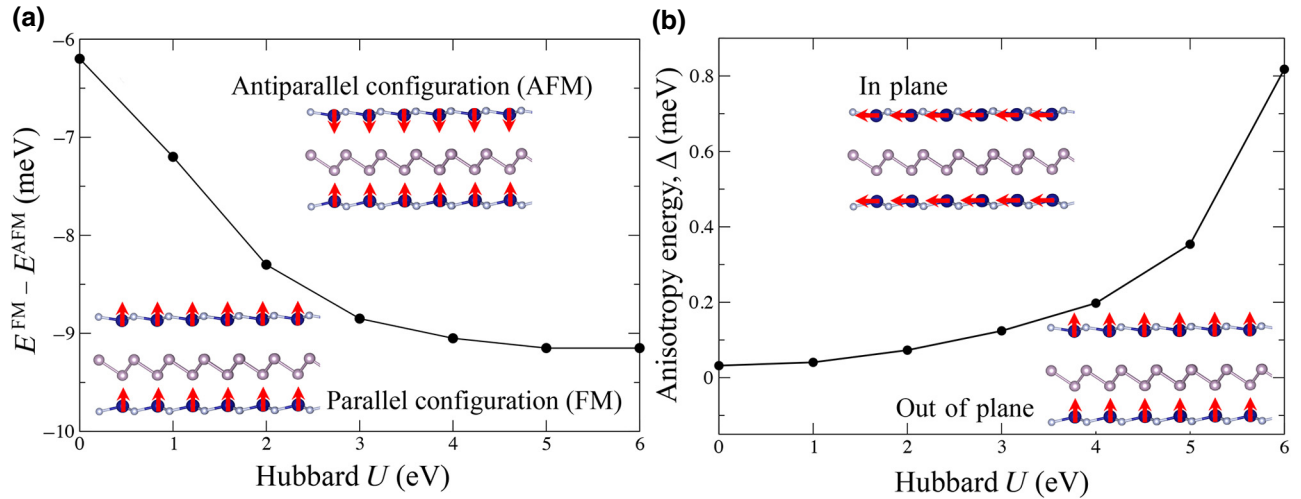 (a)
−6
−7
−8
−9
−10
E^FM – E^AFM (meV)
Antiparallel configuration (AFM)
Parallel configuration (FM)
0 1 2 3 4 5 6
Hubbard U (eV)
(b)
0.8
0.6
0.4
0.2
0
Anisotropy energy, Δ (meV)
In plane
Out of plane
0 1 2 3 4 5 6
Hubbard U (eV)